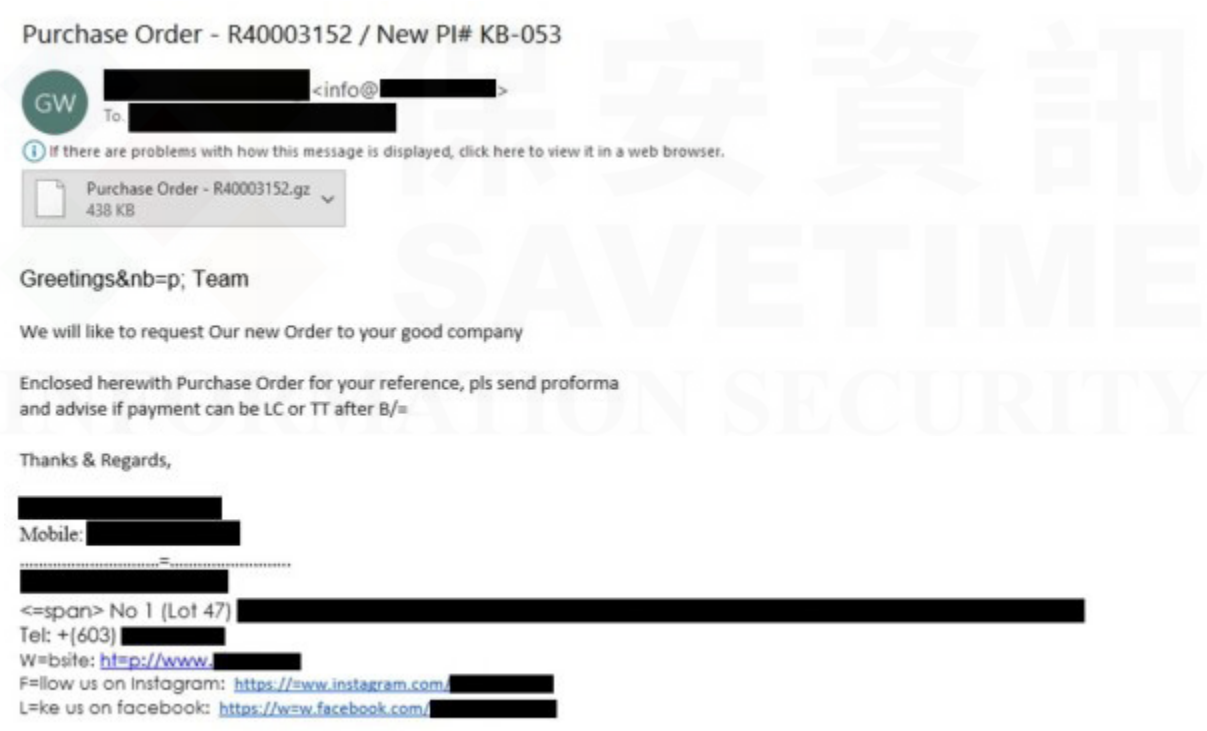 Purchase Order - R40003152 / New PI# KB-053
GW
<info@ >
To.
If there are problems with how this message is displayed, click here to view it in a web browser.
Purchase Order - R40003152.gz
438 KB
Greetings&nb=p; Team
We will like to request Our new Order to your good company
Enclosed herewith Purchase Order for your reference, pls send proforma
and advise if payment can be LC or TT after B/=
Thanks & Regards,
Mobile:
................................=............................
<=span> No 1 (Lot 47)
Tel: +(603)
W=bsite: ht=p://www.
F=llow us on Instagram: https://=ww.instagram.com/
L=ke us on facebook: https://w=w.facebook.com/
保安資訊
SAVETIME
INFORMATION SECURITY